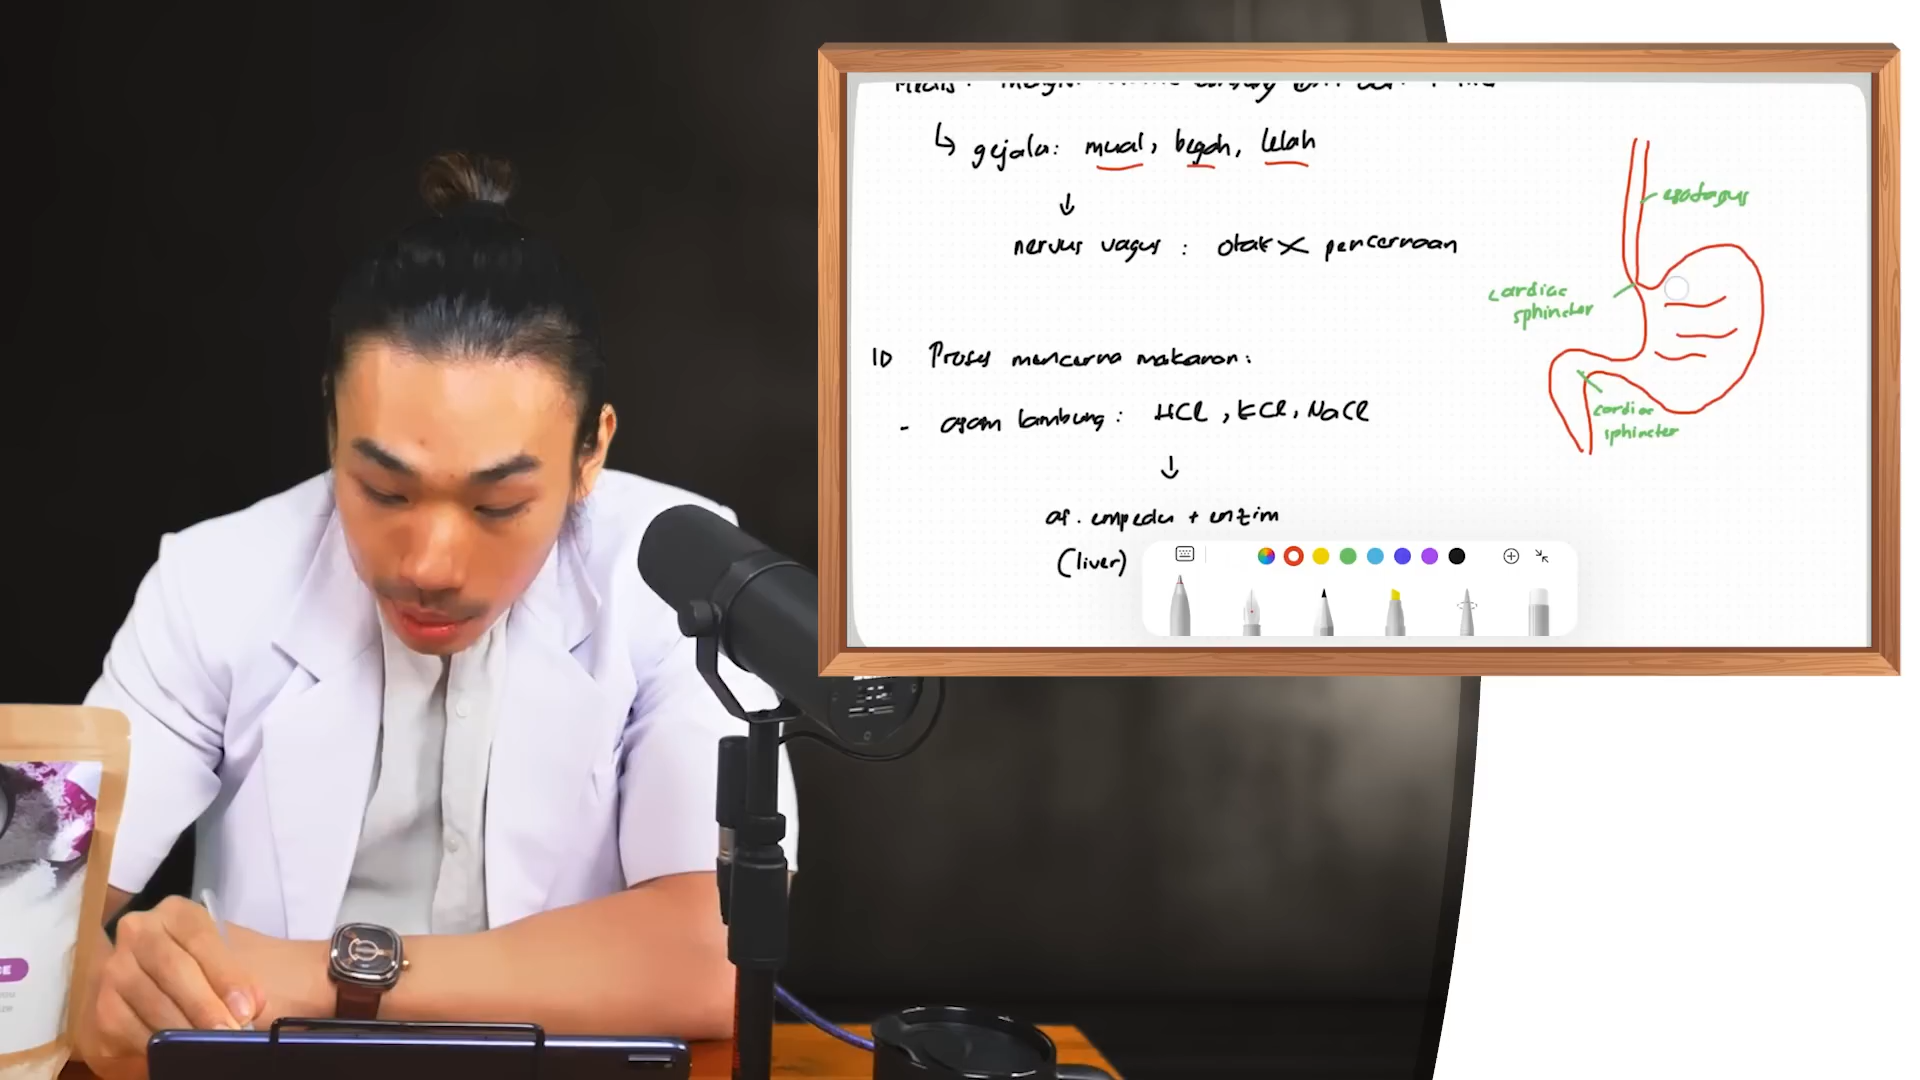 ↳ gejala: mual, begah, lelah
↓
nervus vagus : otak X pencernaan
10 Proses mencerna makanan:
- asam lambung : HCl, KCl, NaCl
↓
empedu + enzim
(liver)
esofagus
cardiac
sphincter
cardiac
sphincter